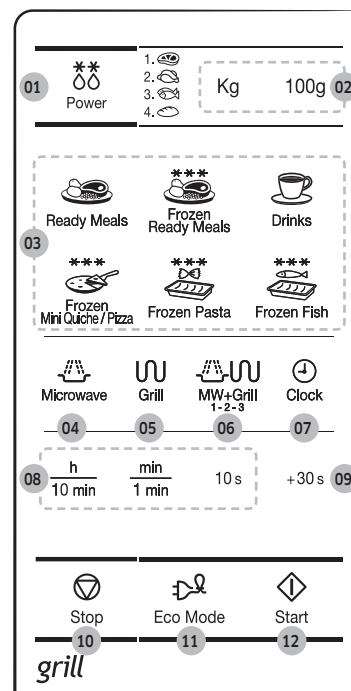 01
Power
1.
2.
3.
4.
Kg 100g
02
03
Ready Meals
Frozen
Ready Meals
Drinks
Frozen
Mini Quiche / Pizza
Frozen Pasta
Frozen Fish
Microwave
Grill
MW+Grill
1-2-3
Clock
04 05 06 07
08
h
10 min
min
1 min
10 s
+30 s
09
Stop
Eco Mode
Start
10 11 12
grill